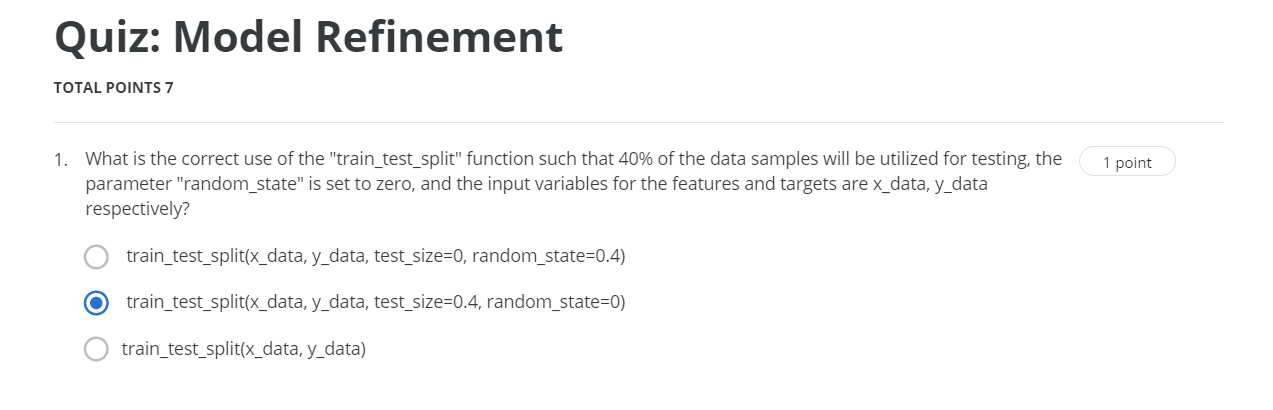 Quiz: Model Refinement
TOTAL POINTS 7
1. What is the correct use of the "train_test_split" function such that 40% of the data samples will be utilized for testing, the
1 point
parameter "random_state" is set to zero, and the input variables for the features and targets are x_data, y_data
respectively?
train_test_split(x_data, y_data, test_size=0, random_state=0.4)
train_test_split(x_data, y_data, test_size=0.4, random_state=0)
train_test_split(x_data, y_data)